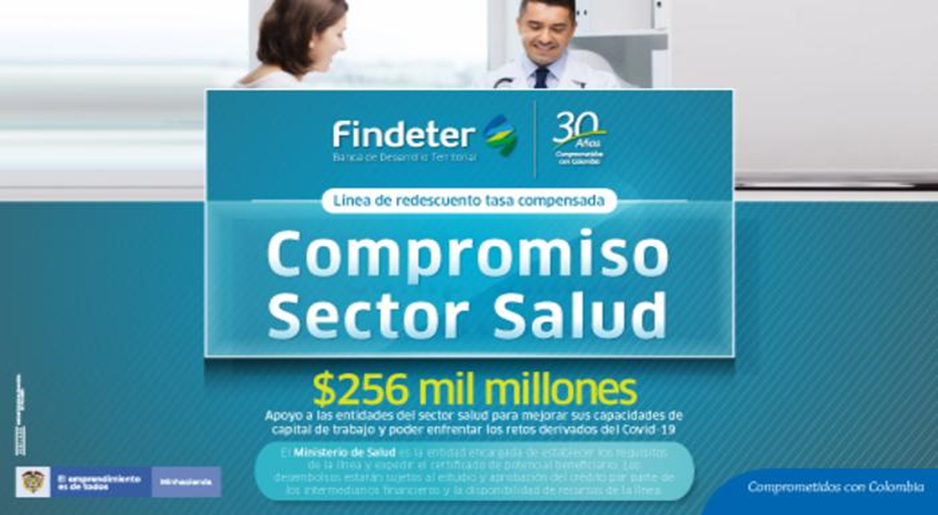 Findeter
Banca de Desarrollo Territorial
30
Años
Comprometidos
con Colombia
Línea de redescuento tasa compensada
Compromiso
Sector Salud
$256 mil millones
Apoyo a las entidades del sector salud para mejorar sus capacidades de
capital de trabajo y poder enfrentar los retos derivados del Covid-19
El Ministerio de Salud es la entidad encargada de establecer los requisitos
de la línea y expedir el certificado de potencial beneficiario. Los
desembolsos estarán sujetos al estudio y aprobación del crédito por parte de
los intermediarios financieros y la disponibilidad de recursos de la línea
El emprendimiento
es de todos
Minhacienda
Comprometidos con Colombia